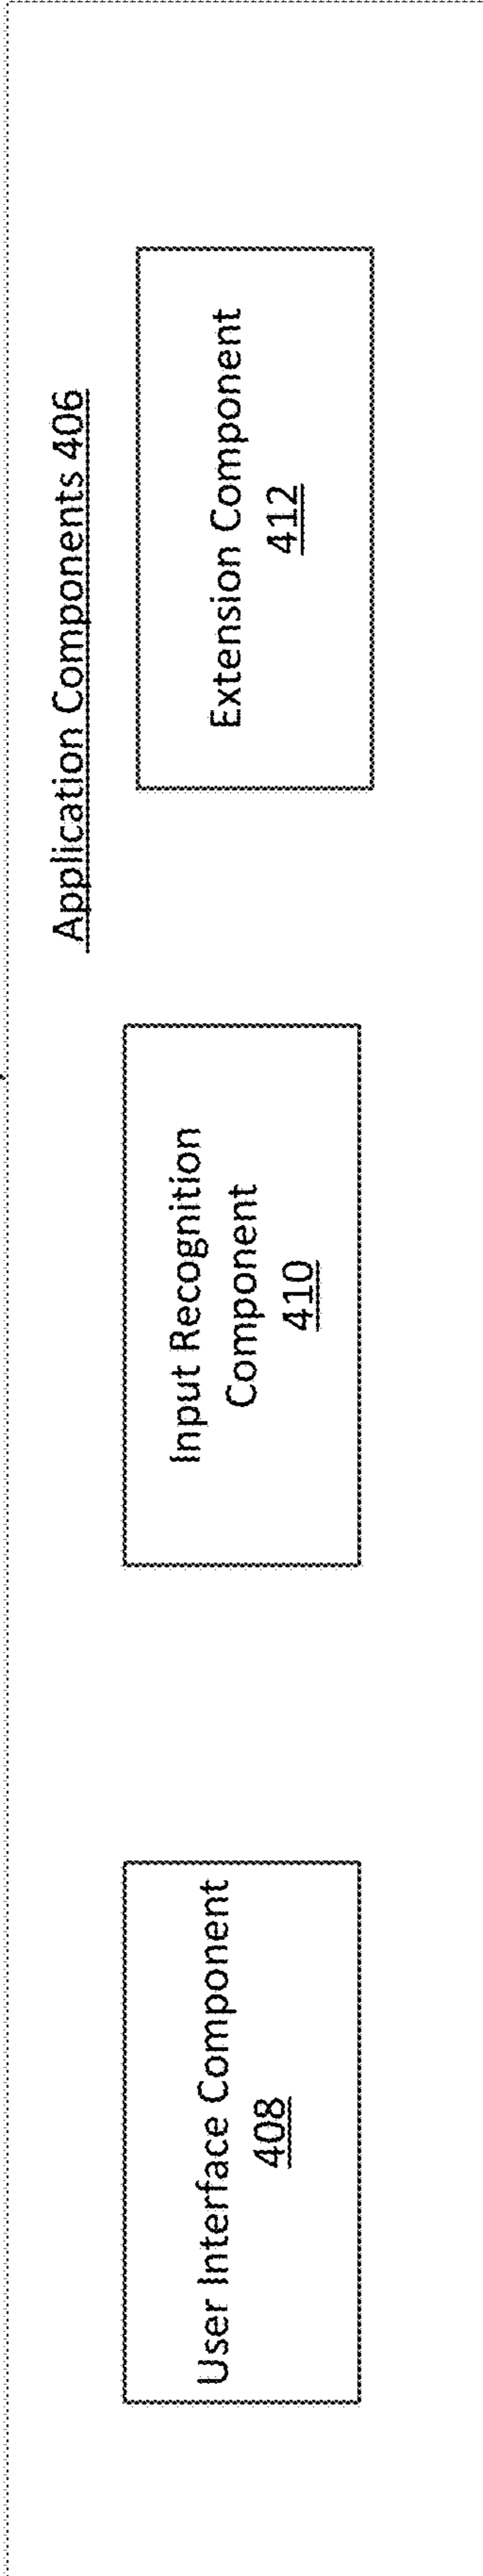 Application Components 406
User Interface Component
408
Input Recognition
Component
410
Extension Component
412